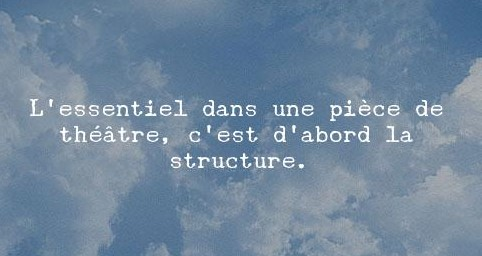 L'essentiel dans une pièce de
théâtre, c'est d'abord la
structure.